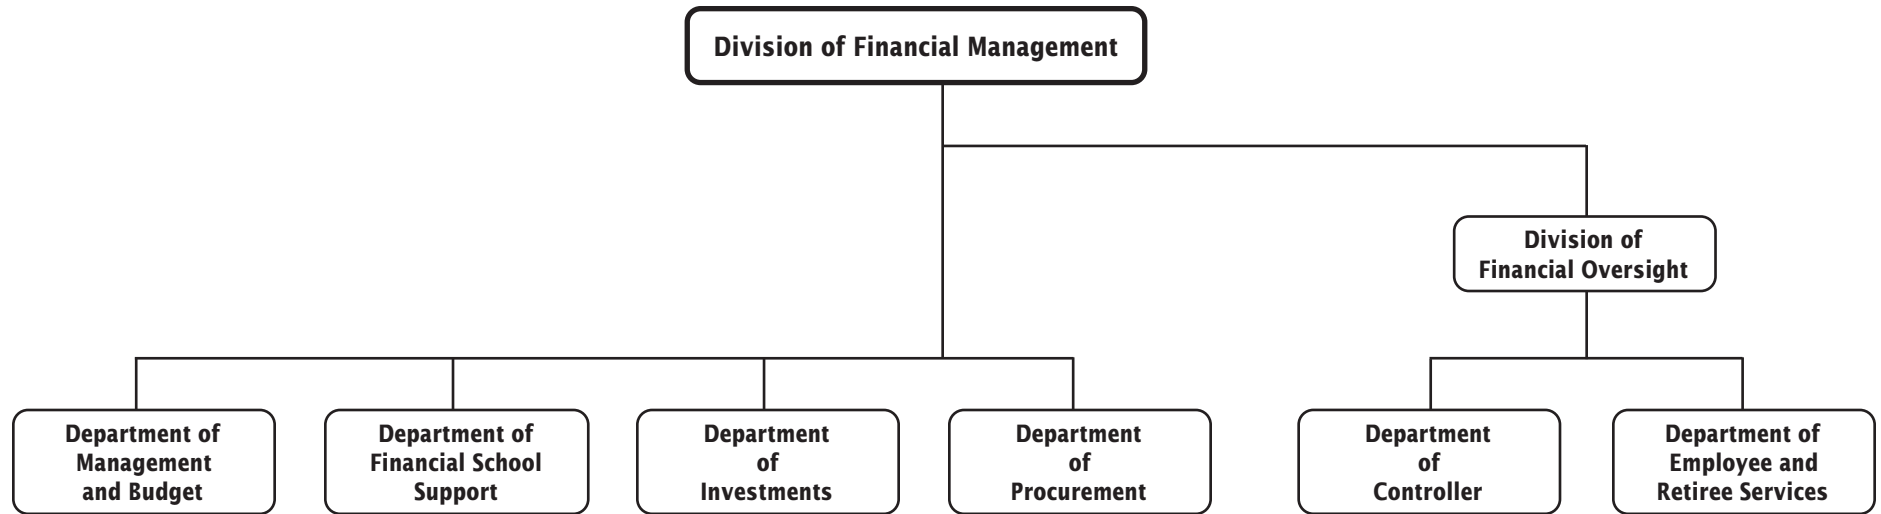 Division of Financial Management
Division of
Financial Oversight
Department of
Management
and Budget
Department of
Financial School
Support
Department
of
Investments
Department
of
Procurement
Department
of
Controller
Department of
Employee and
Retiree Services